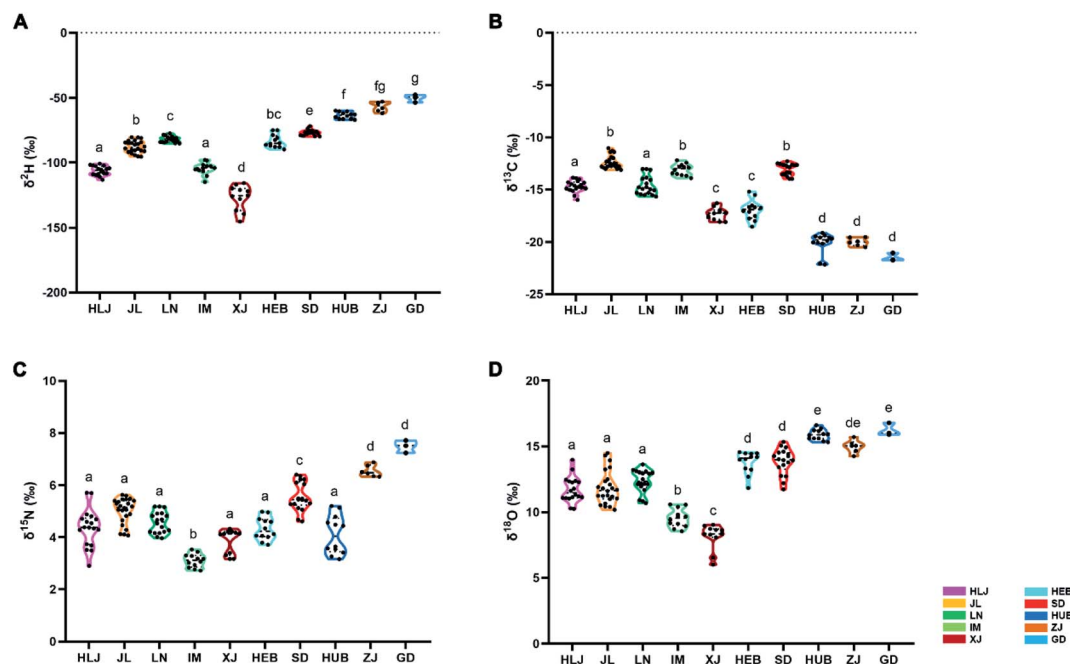 A
δ²H (‰)
0
-50
-100
-150
-200
a b c a d bc e f fg g
HLJ JL LN IM XJ HEB SD HUB ZJ GD
B
δ¹³C (‰)
0
-5
-10
-15
-20
-25
a b a b c c b d d d
HLJ JL LN IM XJ HEB SD HUB ZJ GD
C
δ¹⁵N (‰)
10
8
6
4
2
0
a a a b a a c a d d
HLJ JL LN IM XJ HEB SD HUB ZJ GD
D
δ¹⁸O (‰)
20
15
10
5
0
a a a b c d d e de e
HLJ JL LN IM XJ HEB SD HUB ZJ GD
HLJ HEB
JL SD
LN HUB
IM ZJ
XJ GD